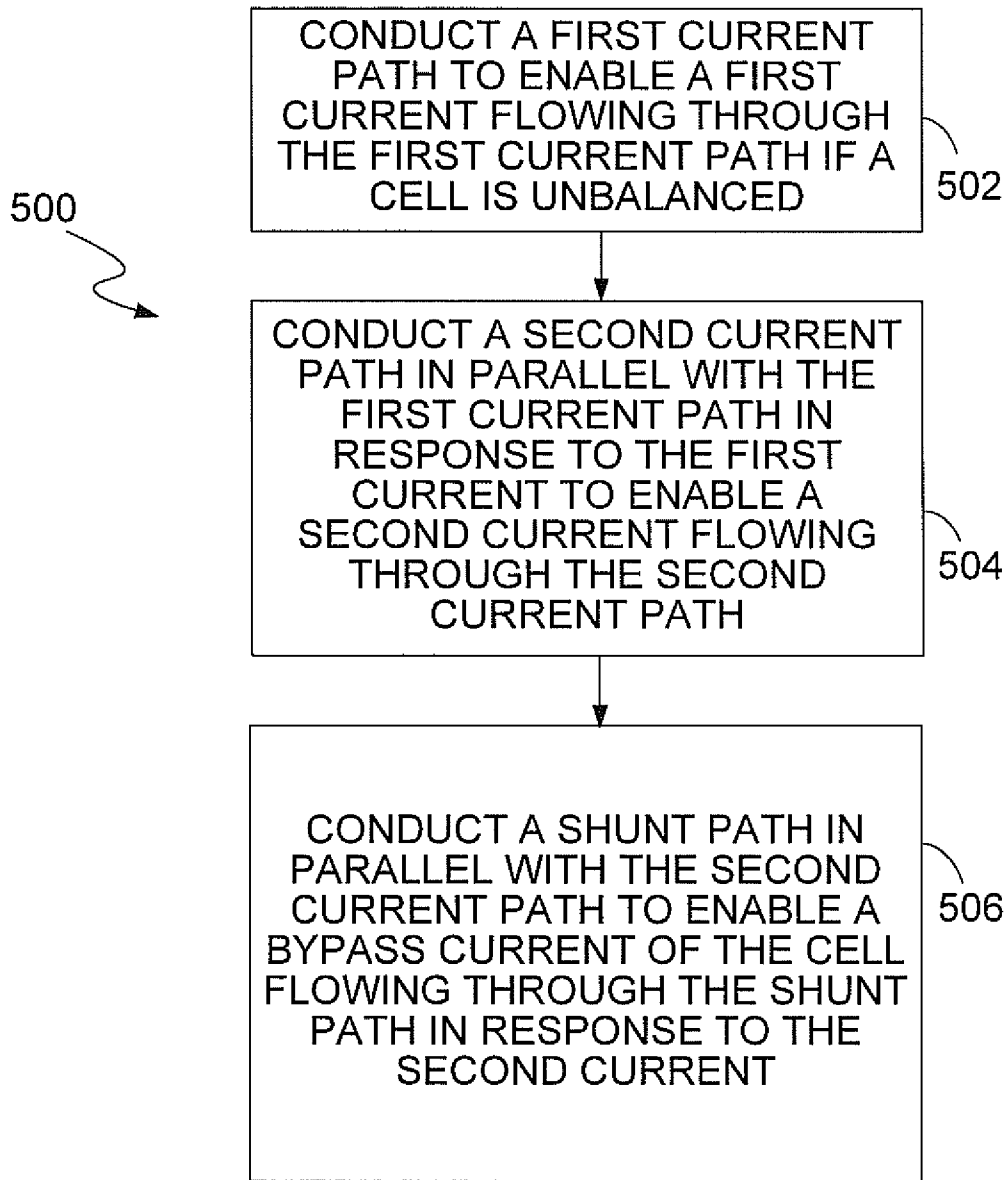 CONDUCT A FIRST CURRENT
PATH TO ENABLE A FIRST
CURRENT FLOWING THROUGH
THE FIRST CURRENT PATH IF A
CELL IS UNBALANCED
502
500
CONDUCT A SECOND CURRENT
PATH IN PARALLEL WITH THE
FIRST CURRENT PATH IN
RESPONSE TO THE FIRST
CURRENT TO ENABLE A
SECOND CURRENT FLOWING
THROUGH THE SECOND
CURRENT PATH
504
CONDUCT A SHUNT PATH IN
PARALLEL WITH THE SECOND
CURRENT PATH TO ENABLE A
BYPASS CURRENT OF THE CELL
FLOWING THROUGH THE SHUNT
PATH IN RESPONSE TO THE
SECOND CURRENT
506